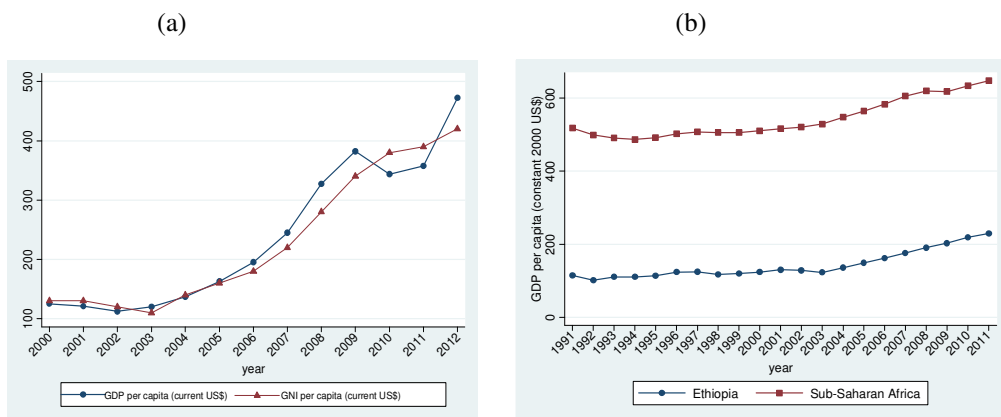 (a)
(b)
500
400
300
200
100
2000 2001 2002 2003 2004 2005 2006 2007 2008 2009 2010 2011 2012
year
GDP per capita (current US$) GNI per capita (current US$)
GDP per capita (constant 2000 US$)
600
400
200
0
1991 1992 1993 1994 1995 1996 1997 1998 1999 2000 2001 2002 2003 2004 2005 2006 2007 2008 2009 2010 2011
year
Ethiopia Sub-Saharan Africa